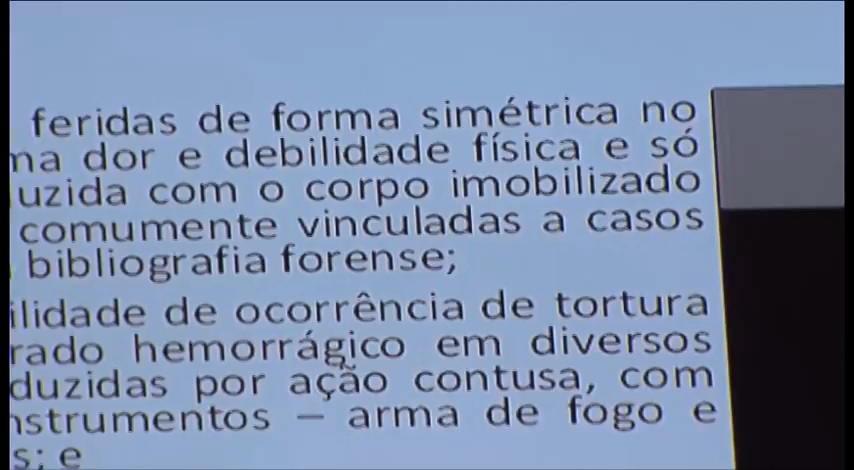 feridas de forma simétrica no
na dor e debilidade física e só
uzida com o corpo imobilizado
comumente vinculadas a casos
bibliografia forense;
ilidade de ocorrência de tortura
rado hemorrágico em diversos
duzidas por ação contusa, com
nstrumentos – arma de fogo e
s; e